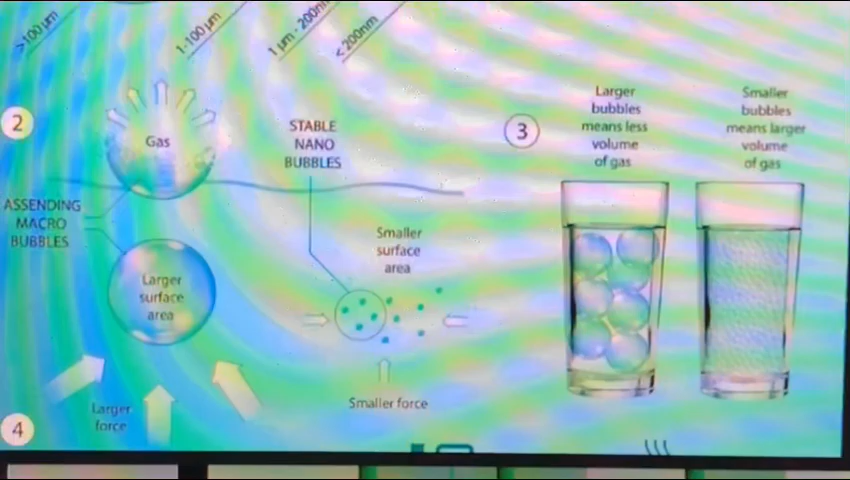 >100 µm
1-100 µm
1 µm - 200nm
<200nm
2
Gas
STABLE
NANO
BUBBLES
ASSENDING
MACRO
BUBBLES
Larger
surface
area
Smaller
surface
area
Larger
force
Smaller force
3
Larger
bubbles
means less
volume
of gas
Smaller
bubbles
means larger
volume
of gas
4